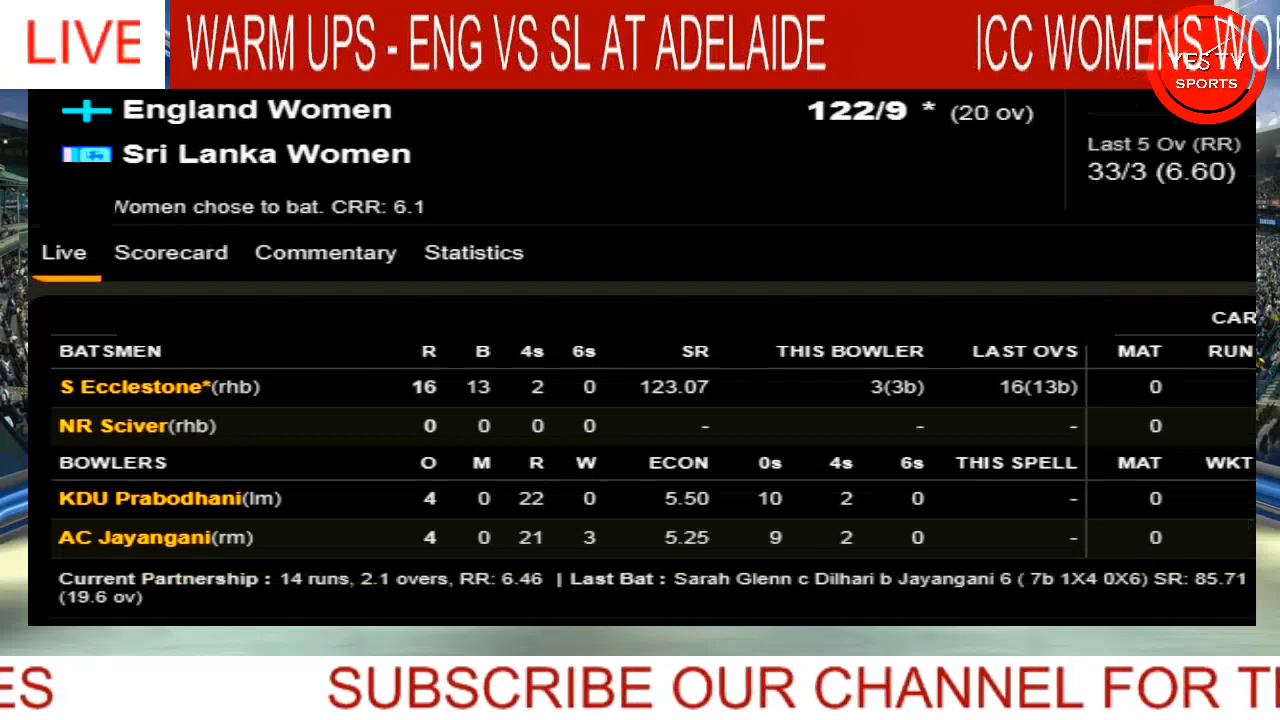 LIVE WARM UPS - ENG VS SL AT ADELAIDE ICC WOMENS WOR
YES TV
SPORTS
England Women 122/9 * (20 ov)
Sri Lanka Women
Last 5 Ov (RR)
33/3 (6.60)
Women chose to bat. CRR: 6.1
Live Scorecard Commentary Statistics
CAR
BATSMEN R B 4s 6s SR THIS BOWLER LAST OVS MAT RUN
S Ecclestone*(rhb) 16 13 2 0 123.07 3(3b) 16(13b) 0
NR Sciver(rhb) 0 0 0 0 - - - 0
BOWLERS O M R W ECON 0s 4s 6s THIS SPELL MAT WKT
KDU Prabodhani(lm) 4 0 22 0 5.50 10 2 0 - 0
AC Jayangani(rm) 4 0 21 3 5.25 9 2 0 - 0
Current Partnership : 14 runs, 2.1 overs, RR: 6.46 | Last Bat : Sarah Glenn c Dilhari b Jayangani 6 ( 7b 1X4 0X6) SR: 85.71
(19.6 ov)
ES SUBSCRIBE OUR CHANNEL FOR T